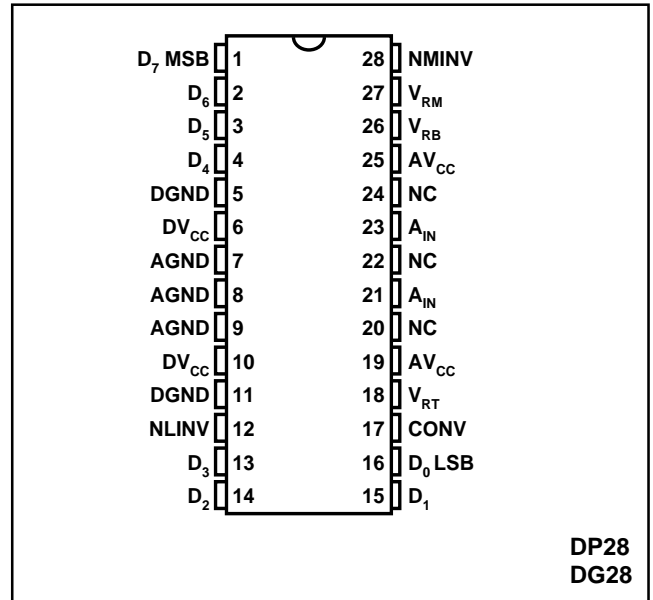 D7 MSB 1 28 NMINV
D6 2 27 VRM
D5 3 26 VRB
D4 4 25 AVCC
DGND 5 24 NC
DVCC 6 23 AIN
AGND 7 22 NC
AGND 8 21 AIN
AGND 9 20 NC
DVCC 10 19 AVCC
DGND 11 18 VRT
NLINV 12 17 CONV
D3 13 16 D0 LSB
D2 14 15 D1
DP28
DG28